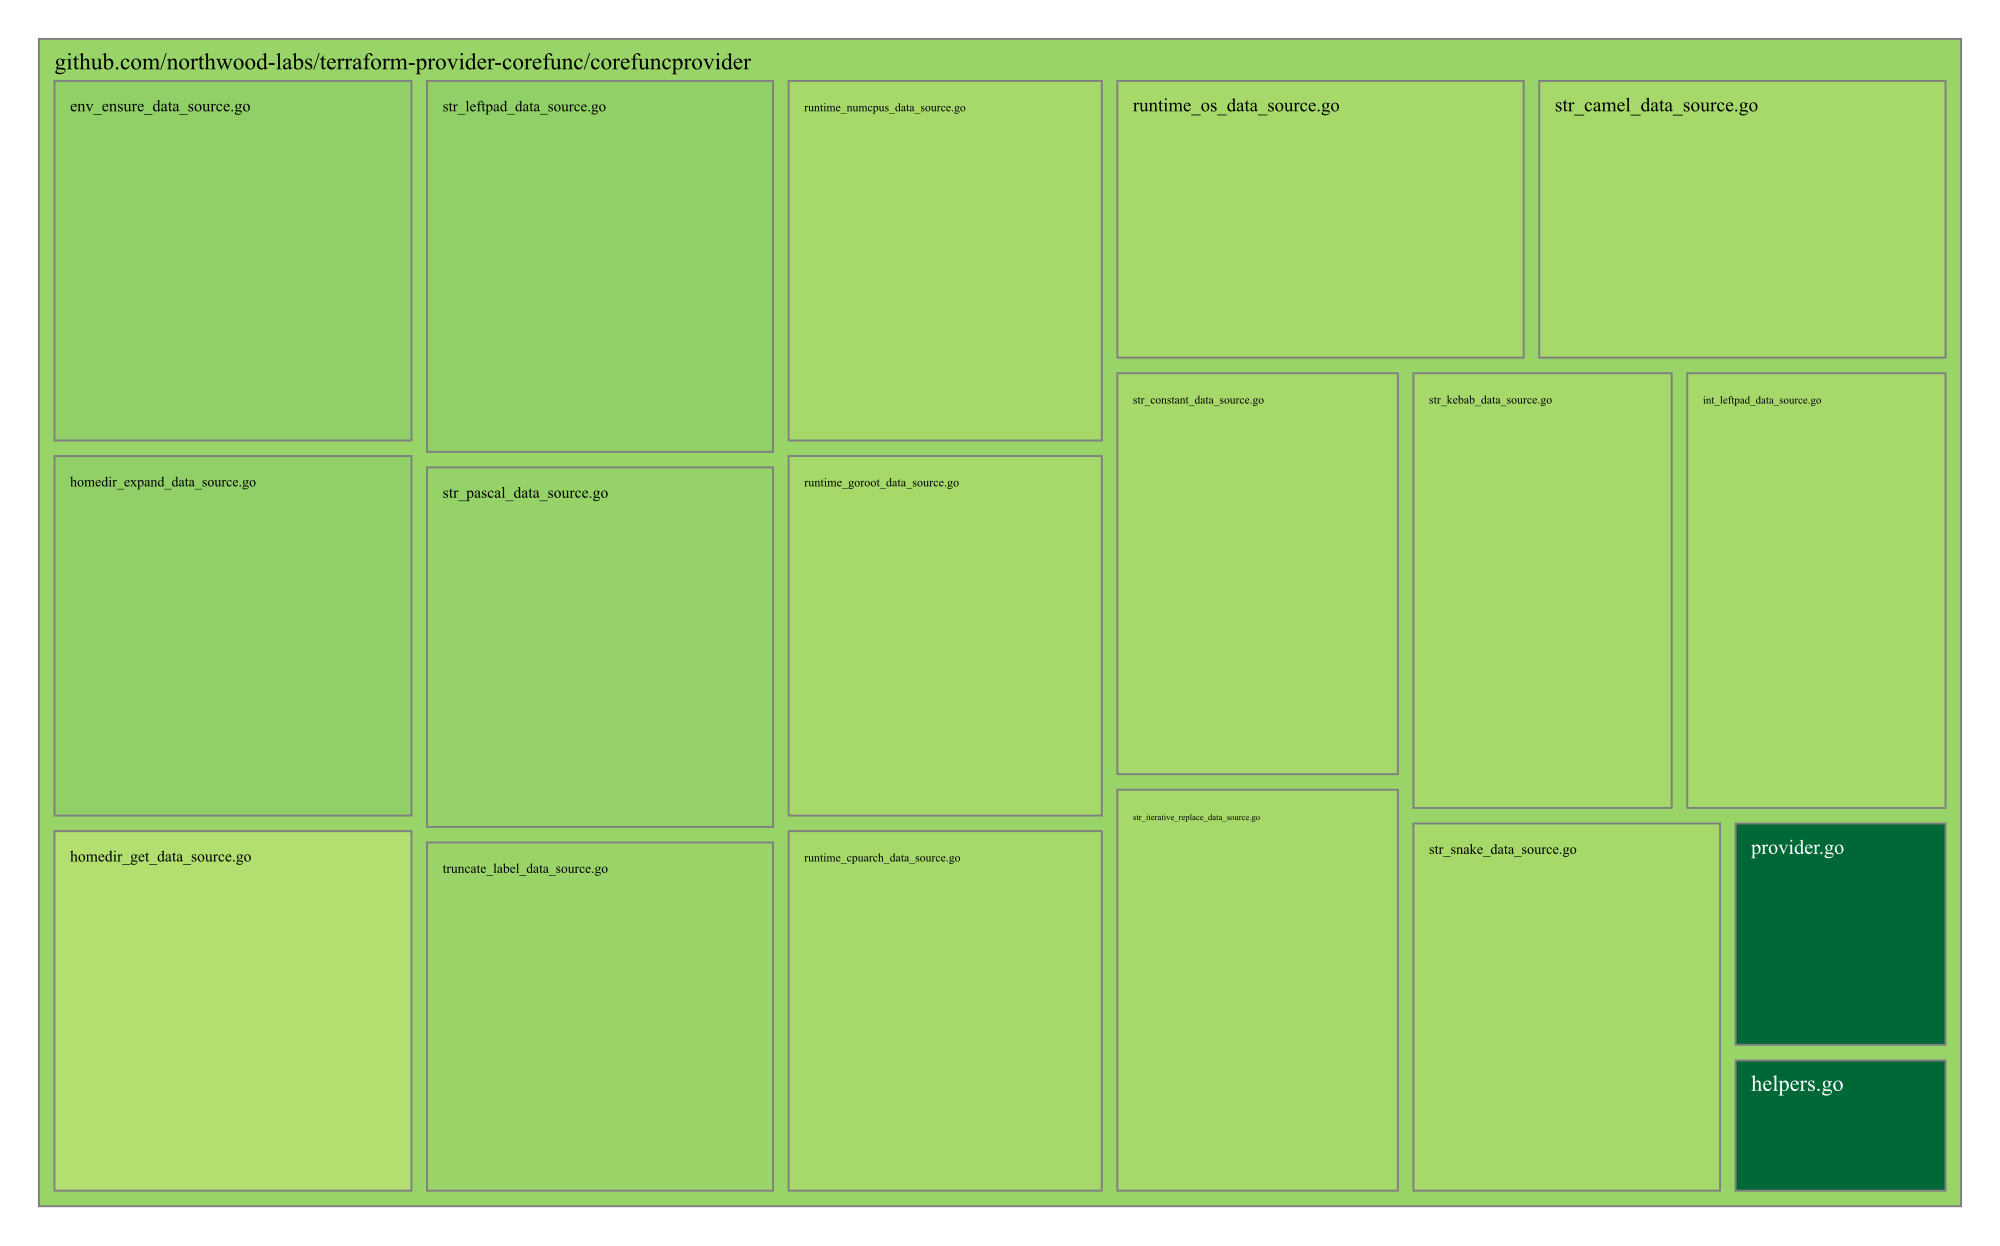 github.com/northwood-labs/terraform-provider-corefunc/corefuncprovider
env_ensure_data_source.go
homedir_expand_data_source.go
homedir_get_data_source.go
str_leftpad_data_source.go
str_pascal_data_source.go
truncate_label_data_source.go
runtime_numcpus_data_source.go
runtime_goroot_data_source.go
runtime_cpuarch_data_source.go
runtime_os_data_source.go
str_camel_data_source.go
str_constant_data_source.go
str_iterative_replace_data_source.go
str_kebab_data_source.go
int_leftpad_data_source.go
str_snake_data_source.go
provider.go
helpers.go